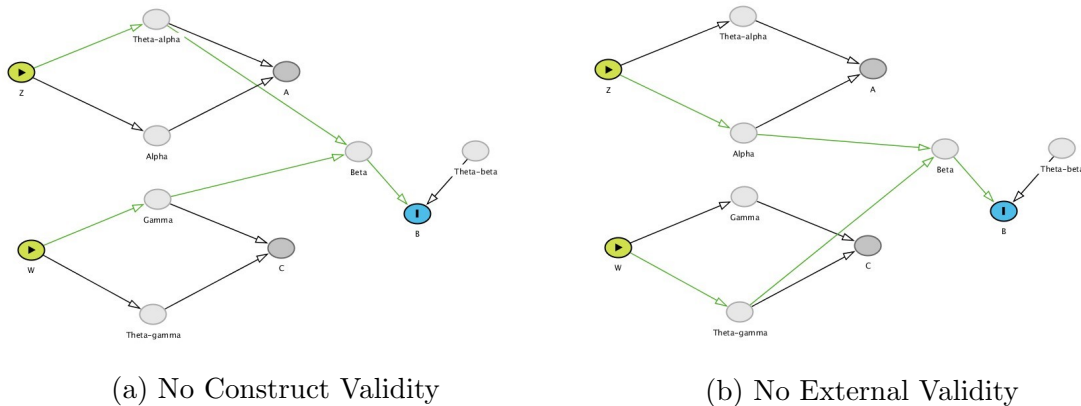 Theta-alpha
Z
A
Alpha
Beta
Theta-beta
Gamma
B
W
C
Theta-gamma
(a) No Construct Validity
Theta-alpha
Z
A
Alpha
Beta
Theta-beta
Gamma
B
W
C
Theta-gamma
(b) No External Validity